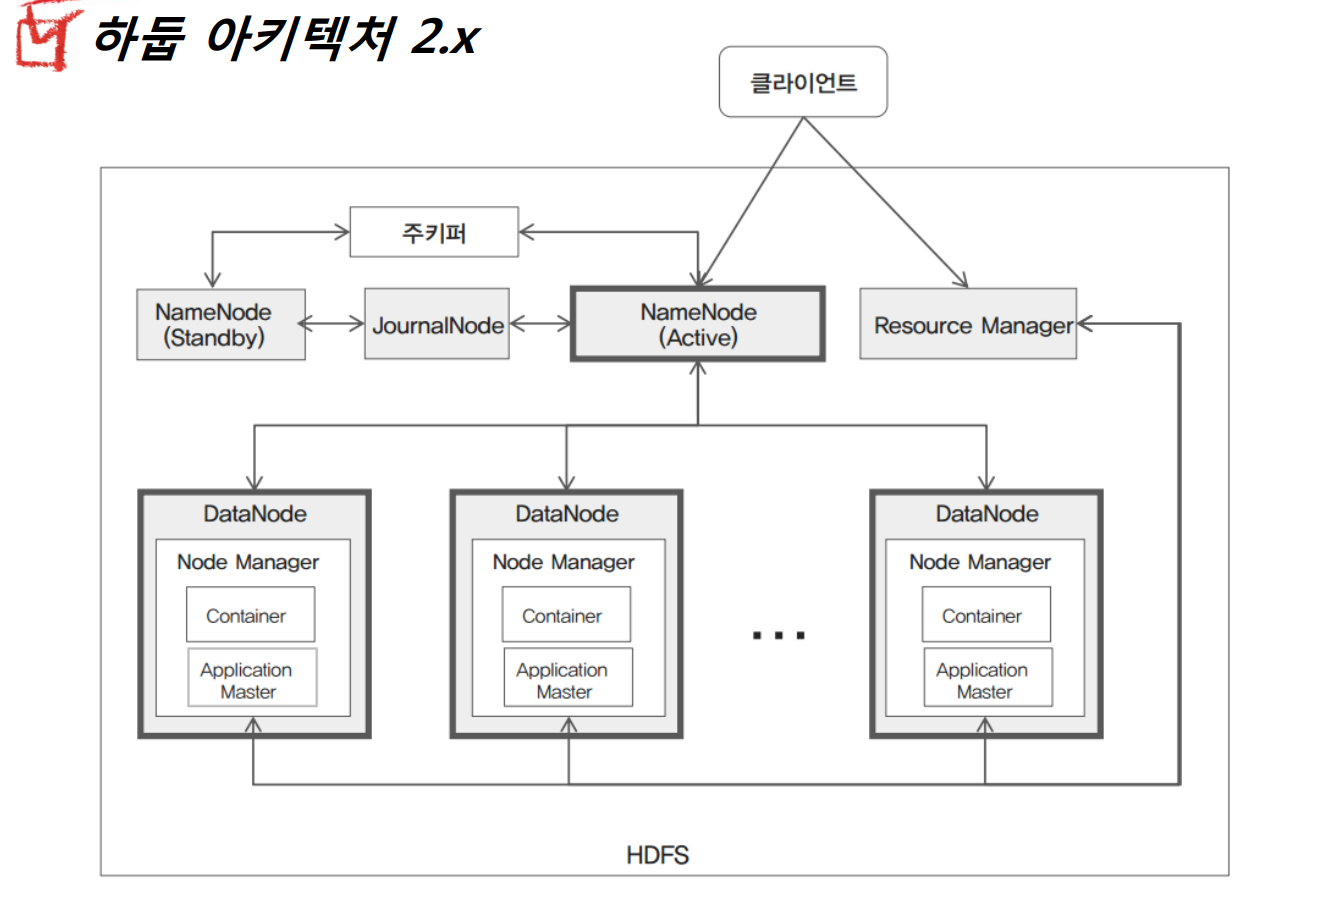 하둡 아키텍처 2.x
클라이언트
주키퍼
NameNode
(Standby)
JournalNode
NameNode
(Active)
Resource Manager
DataNode
Node Manager
Container
Application
Master
DataNode
Node Manager
Container
Application
Master
...
DataNode
Node Manager
Container
Application
Master
HDFS